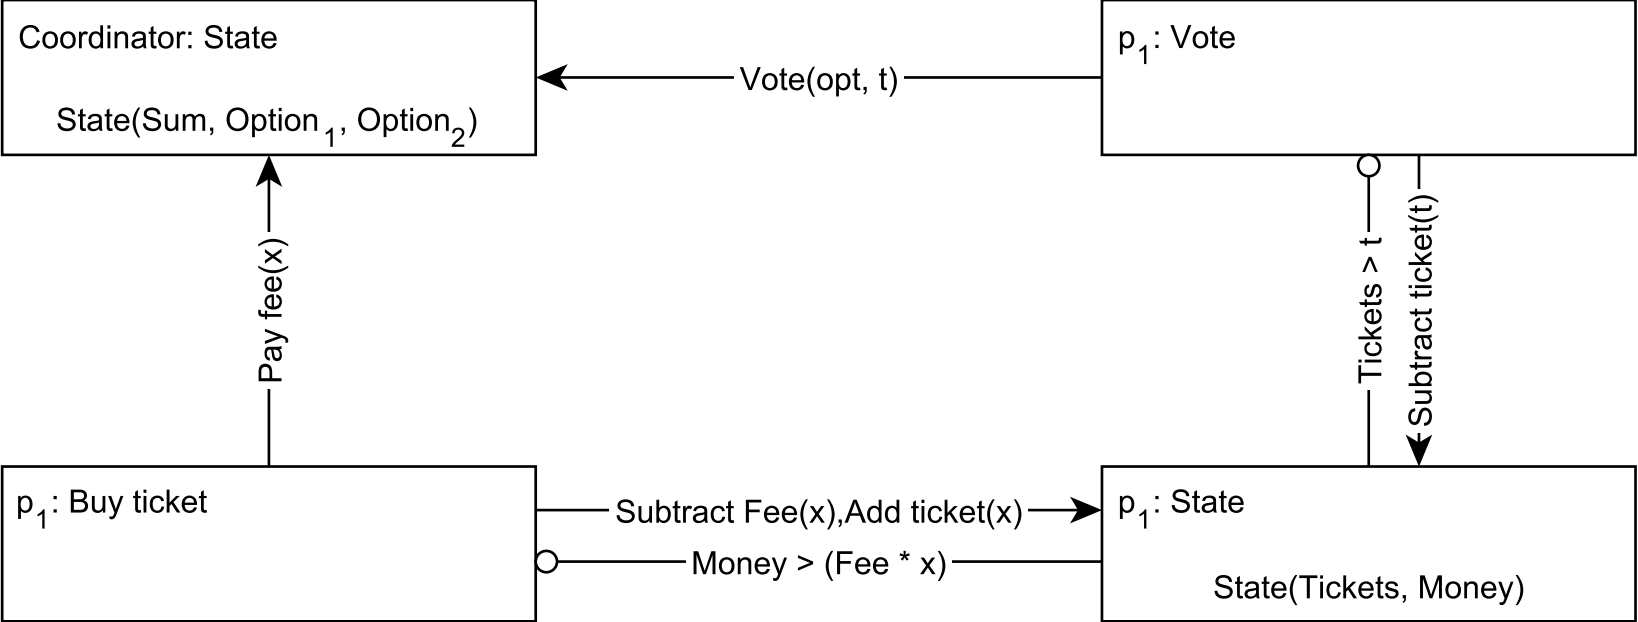 Coordinator: State
State(Sum, Option₁, Option₂)
Vote(opt, t)
p₁: Vote
Pay fee(x)
Tickets > t
Subtract ticket(t)
p₁: Buy ticket
Subtract Fee(x),Add ticket(x)
Money > (Fee * x)
p₁: State
State(Tickets, Money)